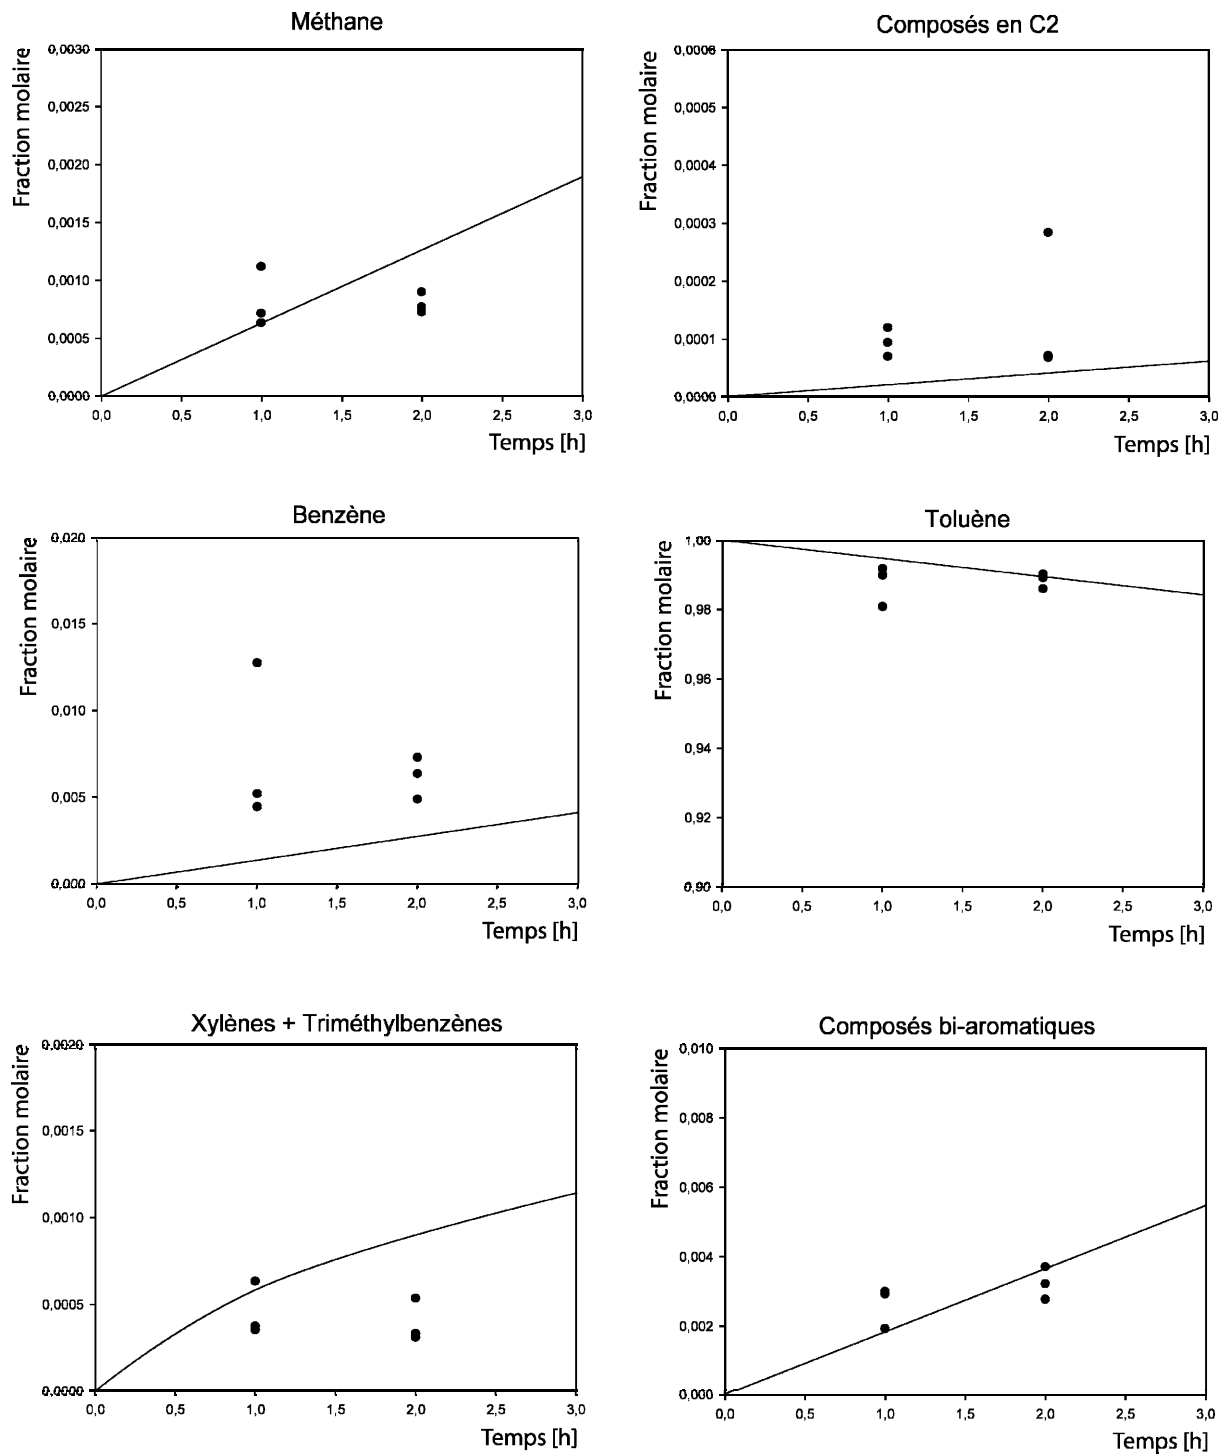 Méthane
Fraction molaire
0,0030
0,0025
0,0020
0,0015
0,0010
0,0005
0,0000
0,0 0,5 1,0 1,5 2,0 2,5 3,0
Temps [h]
Composés en C2
Fraction molaire
0,0006
0,0005
0,0004
0,0003
0,0002
0,0001
0,0000
0,0 0,5 1,0 1,5 2,0 2,5 3,0
Temps [h]
Benzène
Fraction molaire
0,020
0,015
0,010
0,005
0,000
0,0 0,5 1,0 1,5 2,0 2,5 3,0
Temps [h]
Toluène
Fraction molaire
1,00
0,98
0,96
0,94
0,92
0,90
0,0 0,5 1,0 1,5 2,0 2,5 3,0
Temps [h]
Xylènes + Triméthylbenzènes
Fraction molaire
0,0020
0,0015
0,0010
0,0005
0,0000
0,0 0,5 1,0 1,5 2,0 2,5 3,0
Temps [h]
Composés bi-aromatiques
Fraction molaire
0,010
0,008
0,006
0,004
0,002
0,000
0,0 0,5 1,0 1,5 2,0 2,5 3,0
Temps [h]